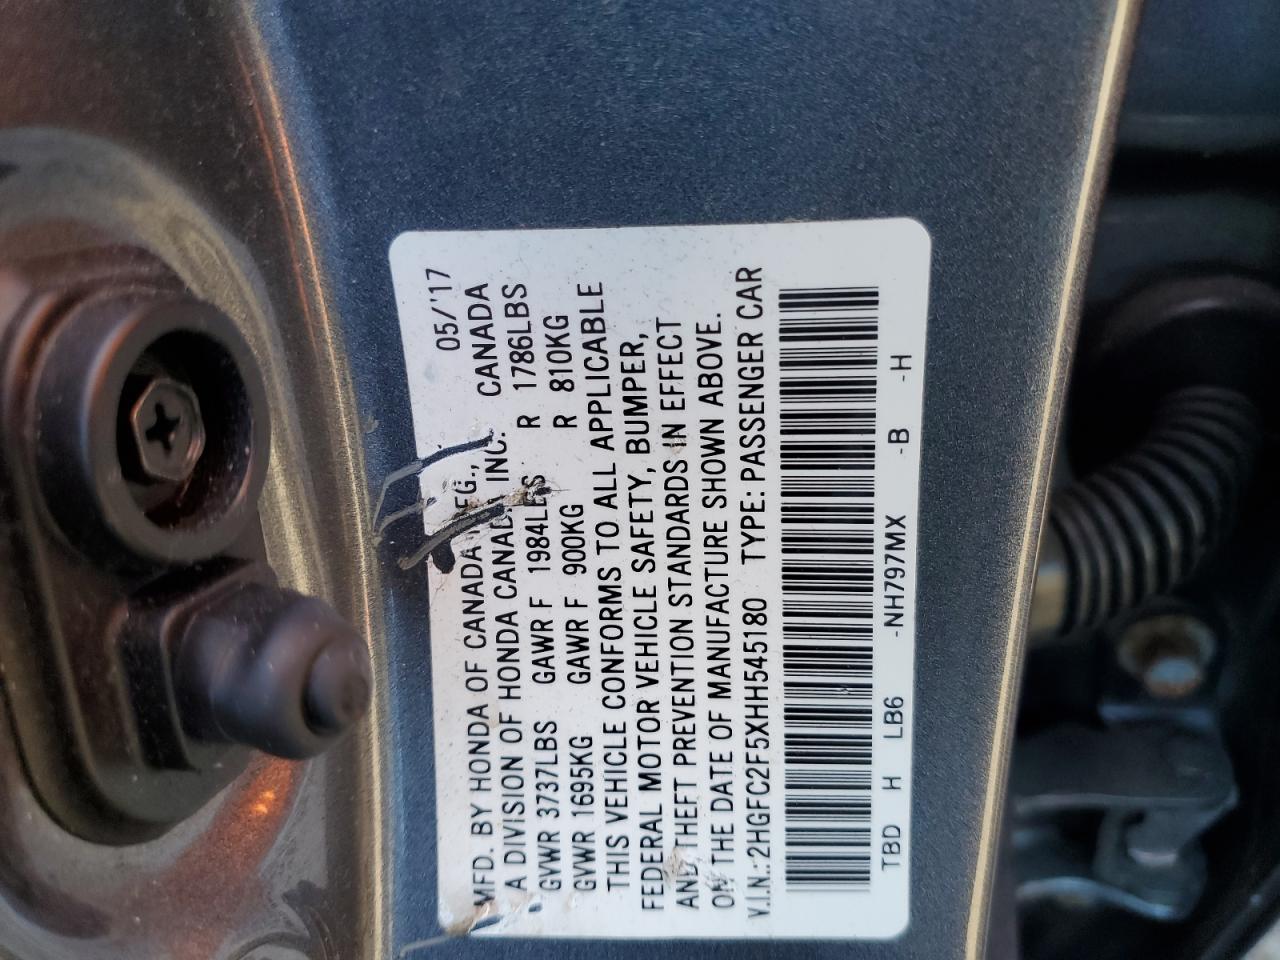 05/'17
MFD. BY HONDA OF CANADA MFG., CANADA
A DIVISION OF HONDA CANADA INC.
GVWR 3737LBS GAWR F 1984LBS R 1786LBS
GVWR 1695KG GAWR F 900KG R 810KG
THIS VEHICLE CONFORMS TO ALL APPLICABLE
FEDERAL MOTOR VEHICLE SAFETY, BUMPER,
AND THEFT PREVENTION STANDARDS IN EFFECT
ON THE DATE OF MANUFACTURE SHOWN ABOVE.
V.I.N.:2HGFC2F5XHH545180 TYPE: PASSENGER CAR
TBD H LB6 -NH797MX -B -H